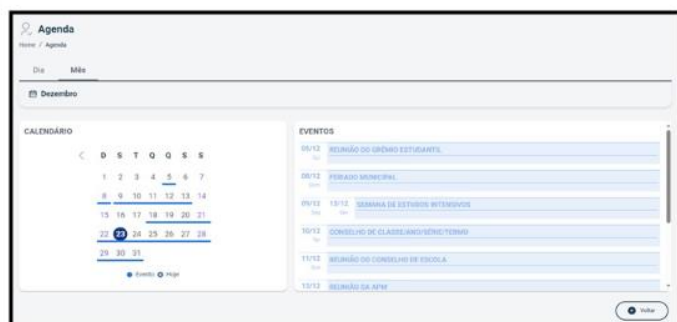 Agenda
Home / Agenda
Dia Mês
Dezembro
CALENDÁRIO
D S T Q Q S S
1 2 3 4 5 6 7
8 9 10 11 12 13 14
15 16 17 18 19 20 21
22 23 24 25 26 27 28
29 30 31
Evento Hoje
EVENTOS
05/12 REUNIÃO DO GRÊMIO ESTUDANTIL
08/12 FERIADO MUNICIPAL
09/12 13/12 SEMANA DE ESTUDOS INTENSIVOS
10/12 CONSELHO DE CLASSE/ANO/SÉRIE/TERMO
11/12 REUNIÃO DO CONSELHO DE ESCOLA
12/12 REUNIÃO DA APM
Voltar